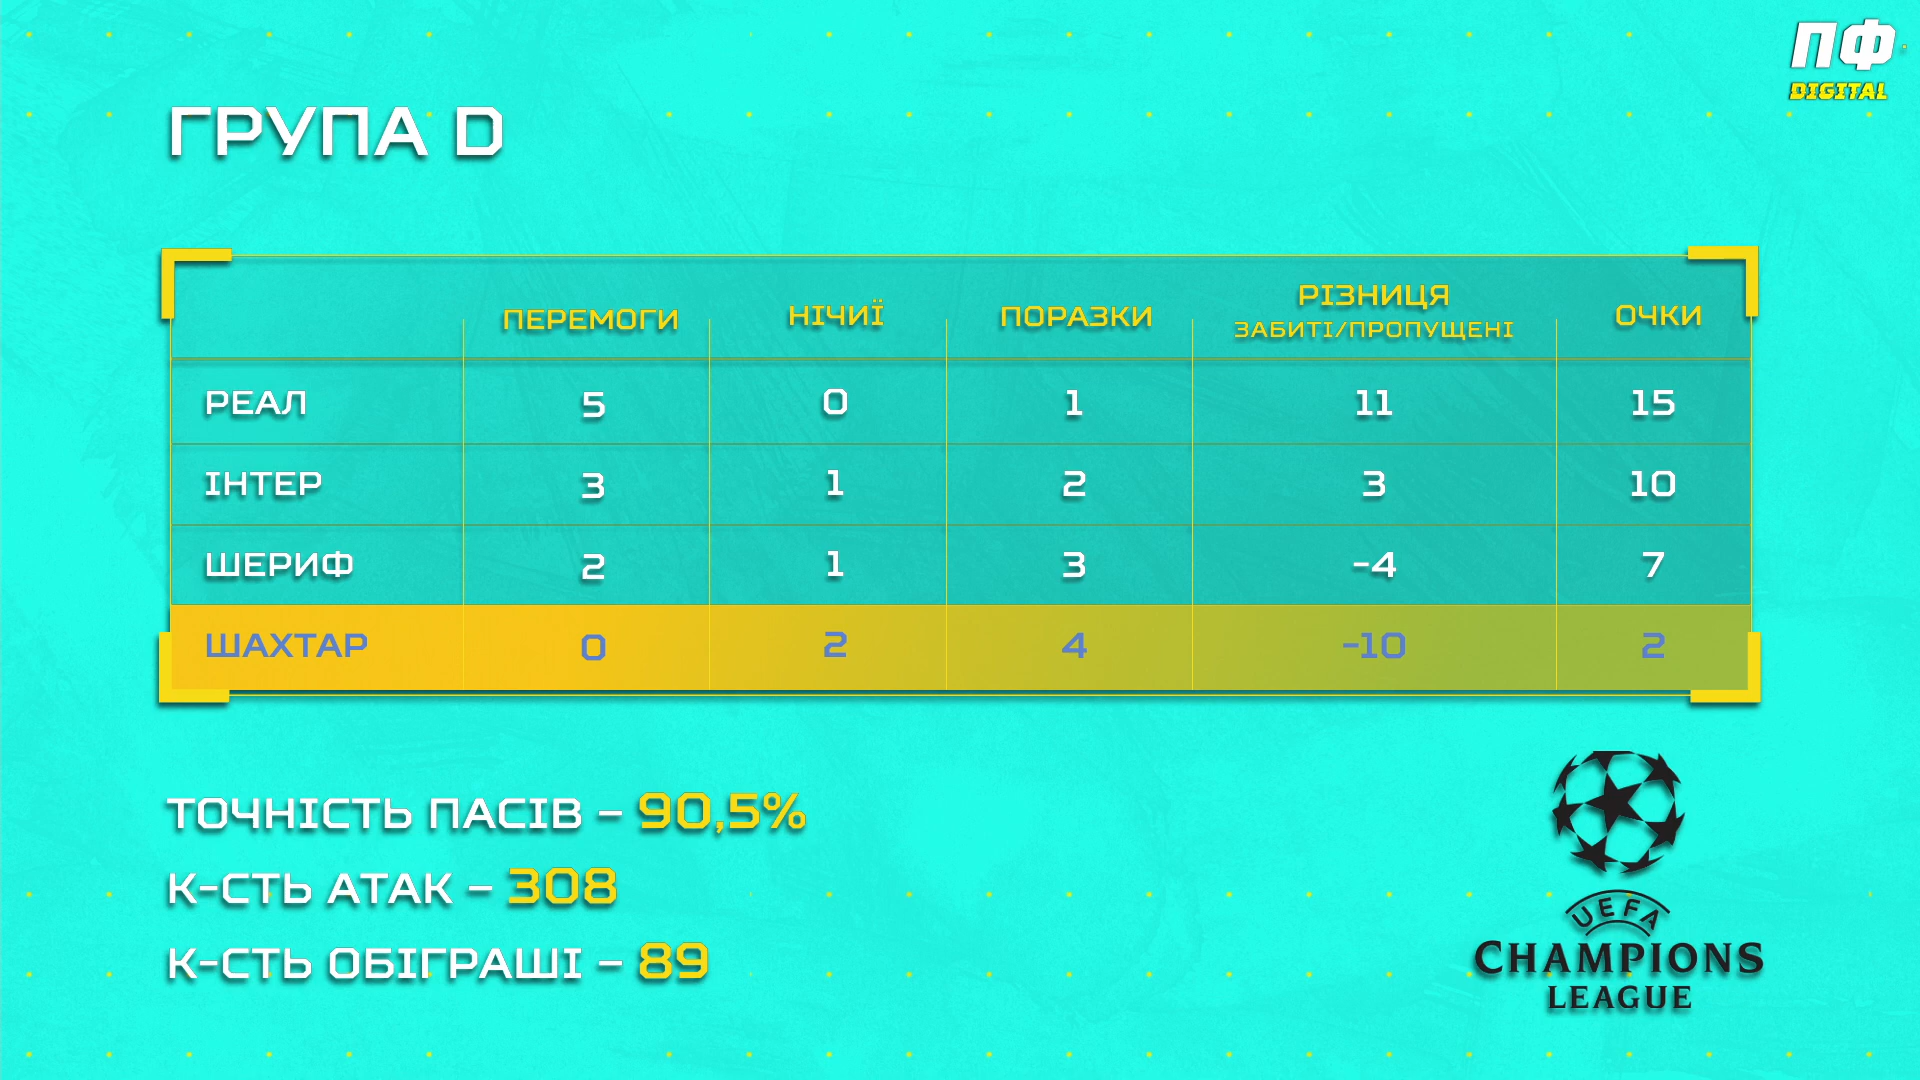 ПФ
DIGITAL
ГРУПА D
ПЕРЕМОГИ НІЧИЇ ПОРАЗКИ РІЗНИЦЯ ЗАБИТІ/ПРОПУЩЕНІ ОЧКИ
РЕАЛ 5 0 1 11 15
ІНТЕР 3 1 2 3 10
ШЕРИФ 2 1 3 -4 7
ШАХТАР 0 2 4 -10 2
ТОЧНІСТЬ ПАСІВ – 90,5%
К-СТЬ АТАК – 308
К-СТЬ ОБІГРАШІ – 89
UEFA
CHAMPIONS
LEAGUE